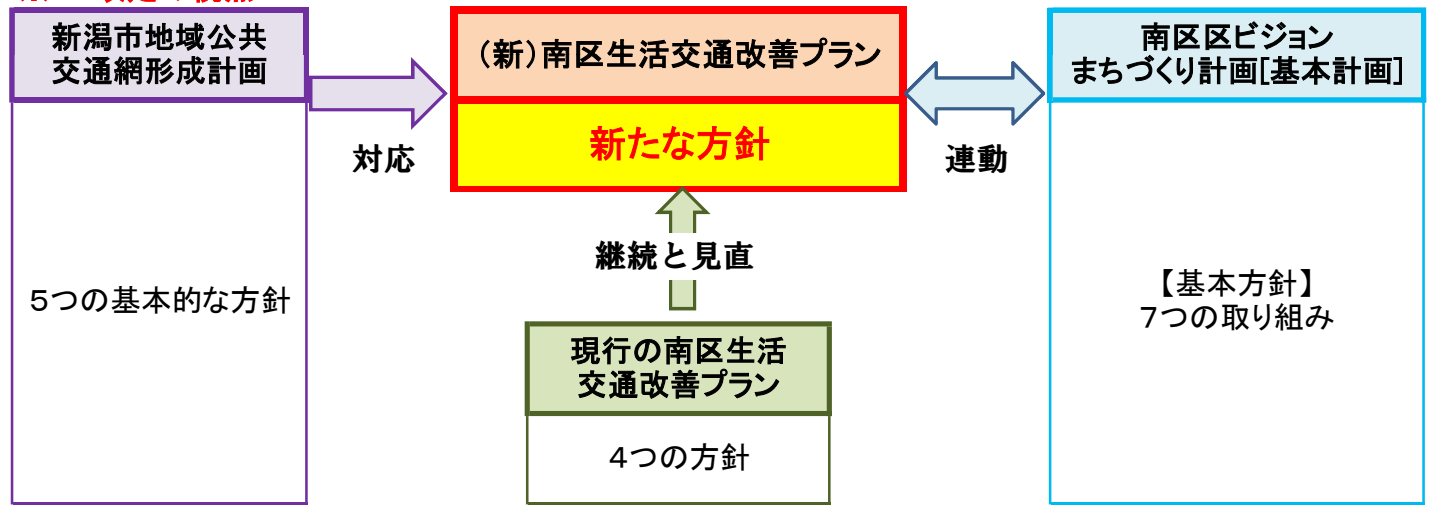 新潟市地域公共
交通網形成計画
5つの基本的な方針
対応
(新)南区生活交通改善プラン
新たな方針
継続と見直
現行の南区生活
交通改善プラン
4つの方針
連動
南区区ビジョン
まちづくり計画[基本計画]
【基本方針】
7つの取り組み